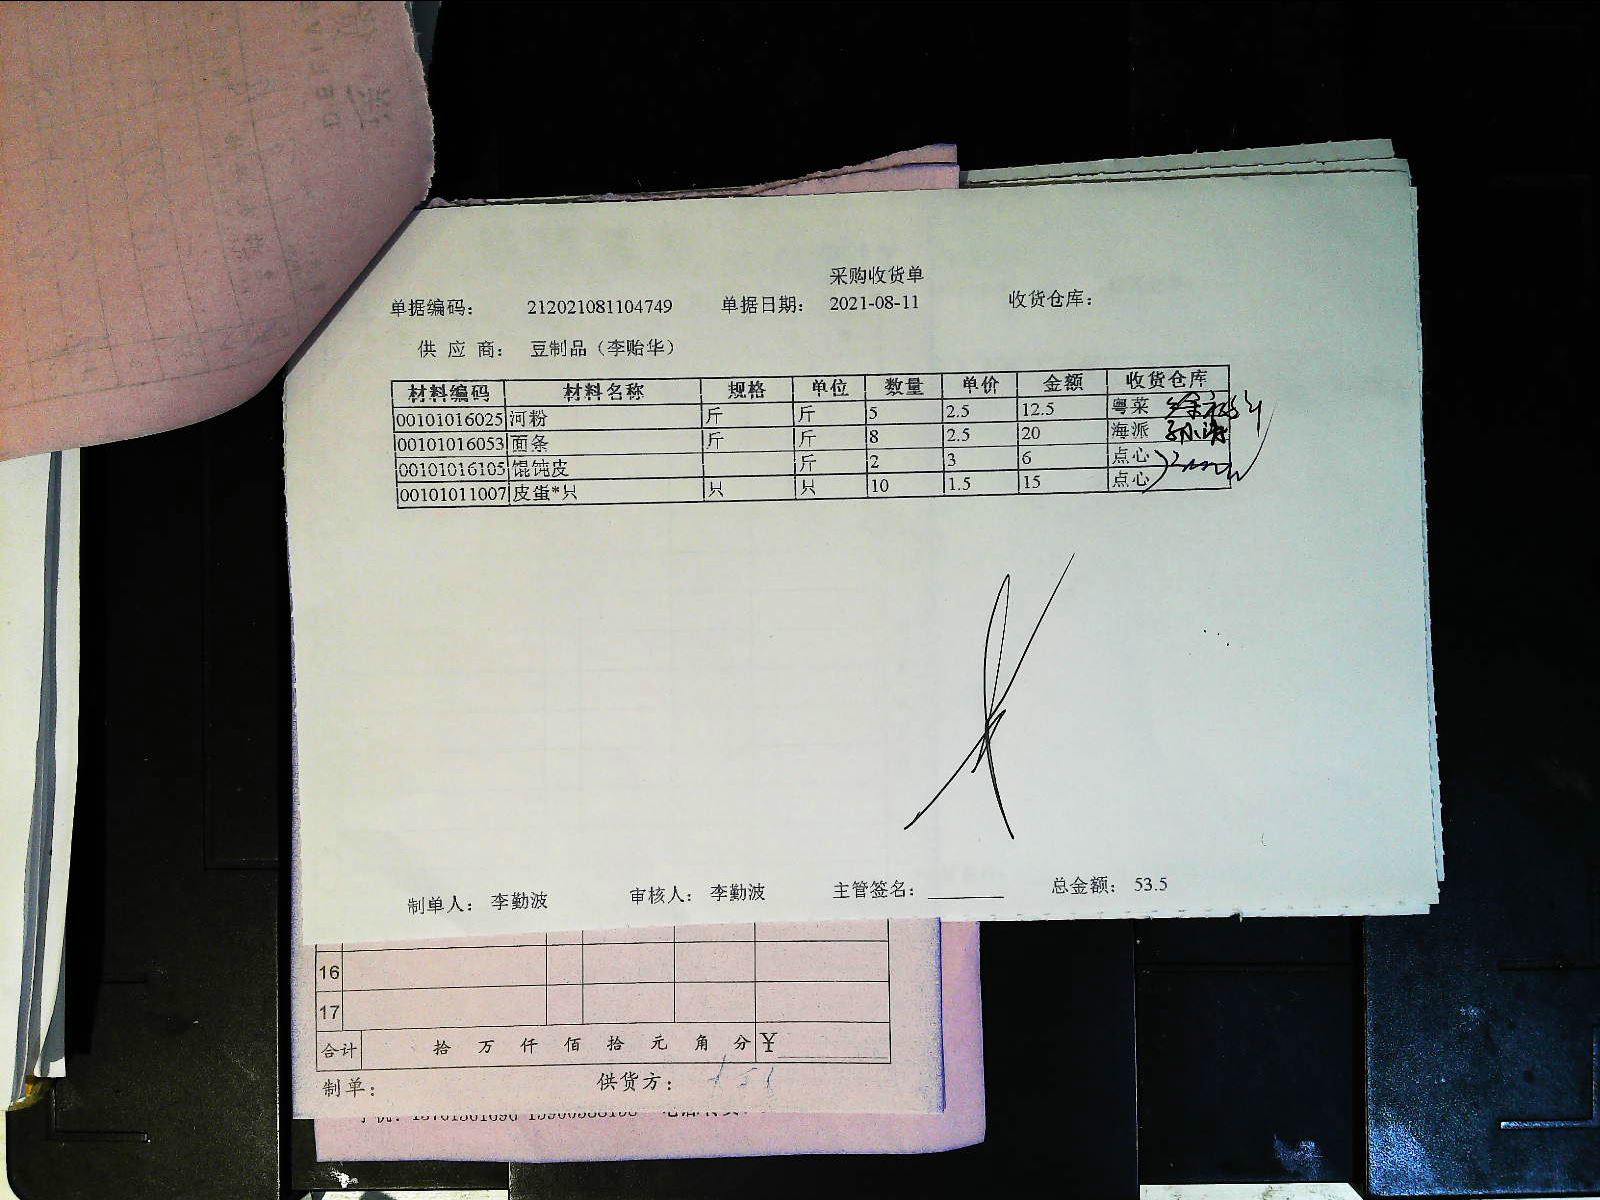 采购收货单
单据编码: 212021081104749 单据日期: 2021-08-11 收货仓库:
供 应 商: 豆制品（李贻华）
材料编码 材料名称 规格 单位 数量 单价 金额 收货仓库
00101016025 河粉 斤 斤 5 2.5 12.5 粤菜
00101016053 面条 斤 斤 8 2.5 20 海派
00101016105 馄饨皮 斤 2 3 6 点心
00101011007 皮蛋*只 只 只 10 1.5 15 点心
制单人: 李勤波 审核人: 李勤波 主管签名: 总金额: 53.5
16
17
合计 拾 万 仟 佰 拾 元 角 分 ¥
制单: 供货方: